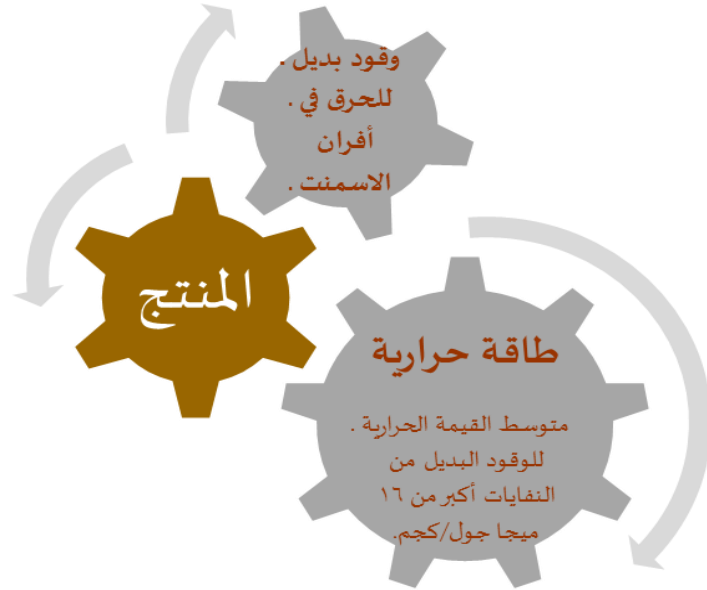 وقود بديل .
للحرق في .
أفران
الاسمنت .
المنتج
طاقة حرارية
متوسط القيمة الحرارية .
للوقود البديل من
النفايات أكبر من ١٦
ميجا جول/كجم.